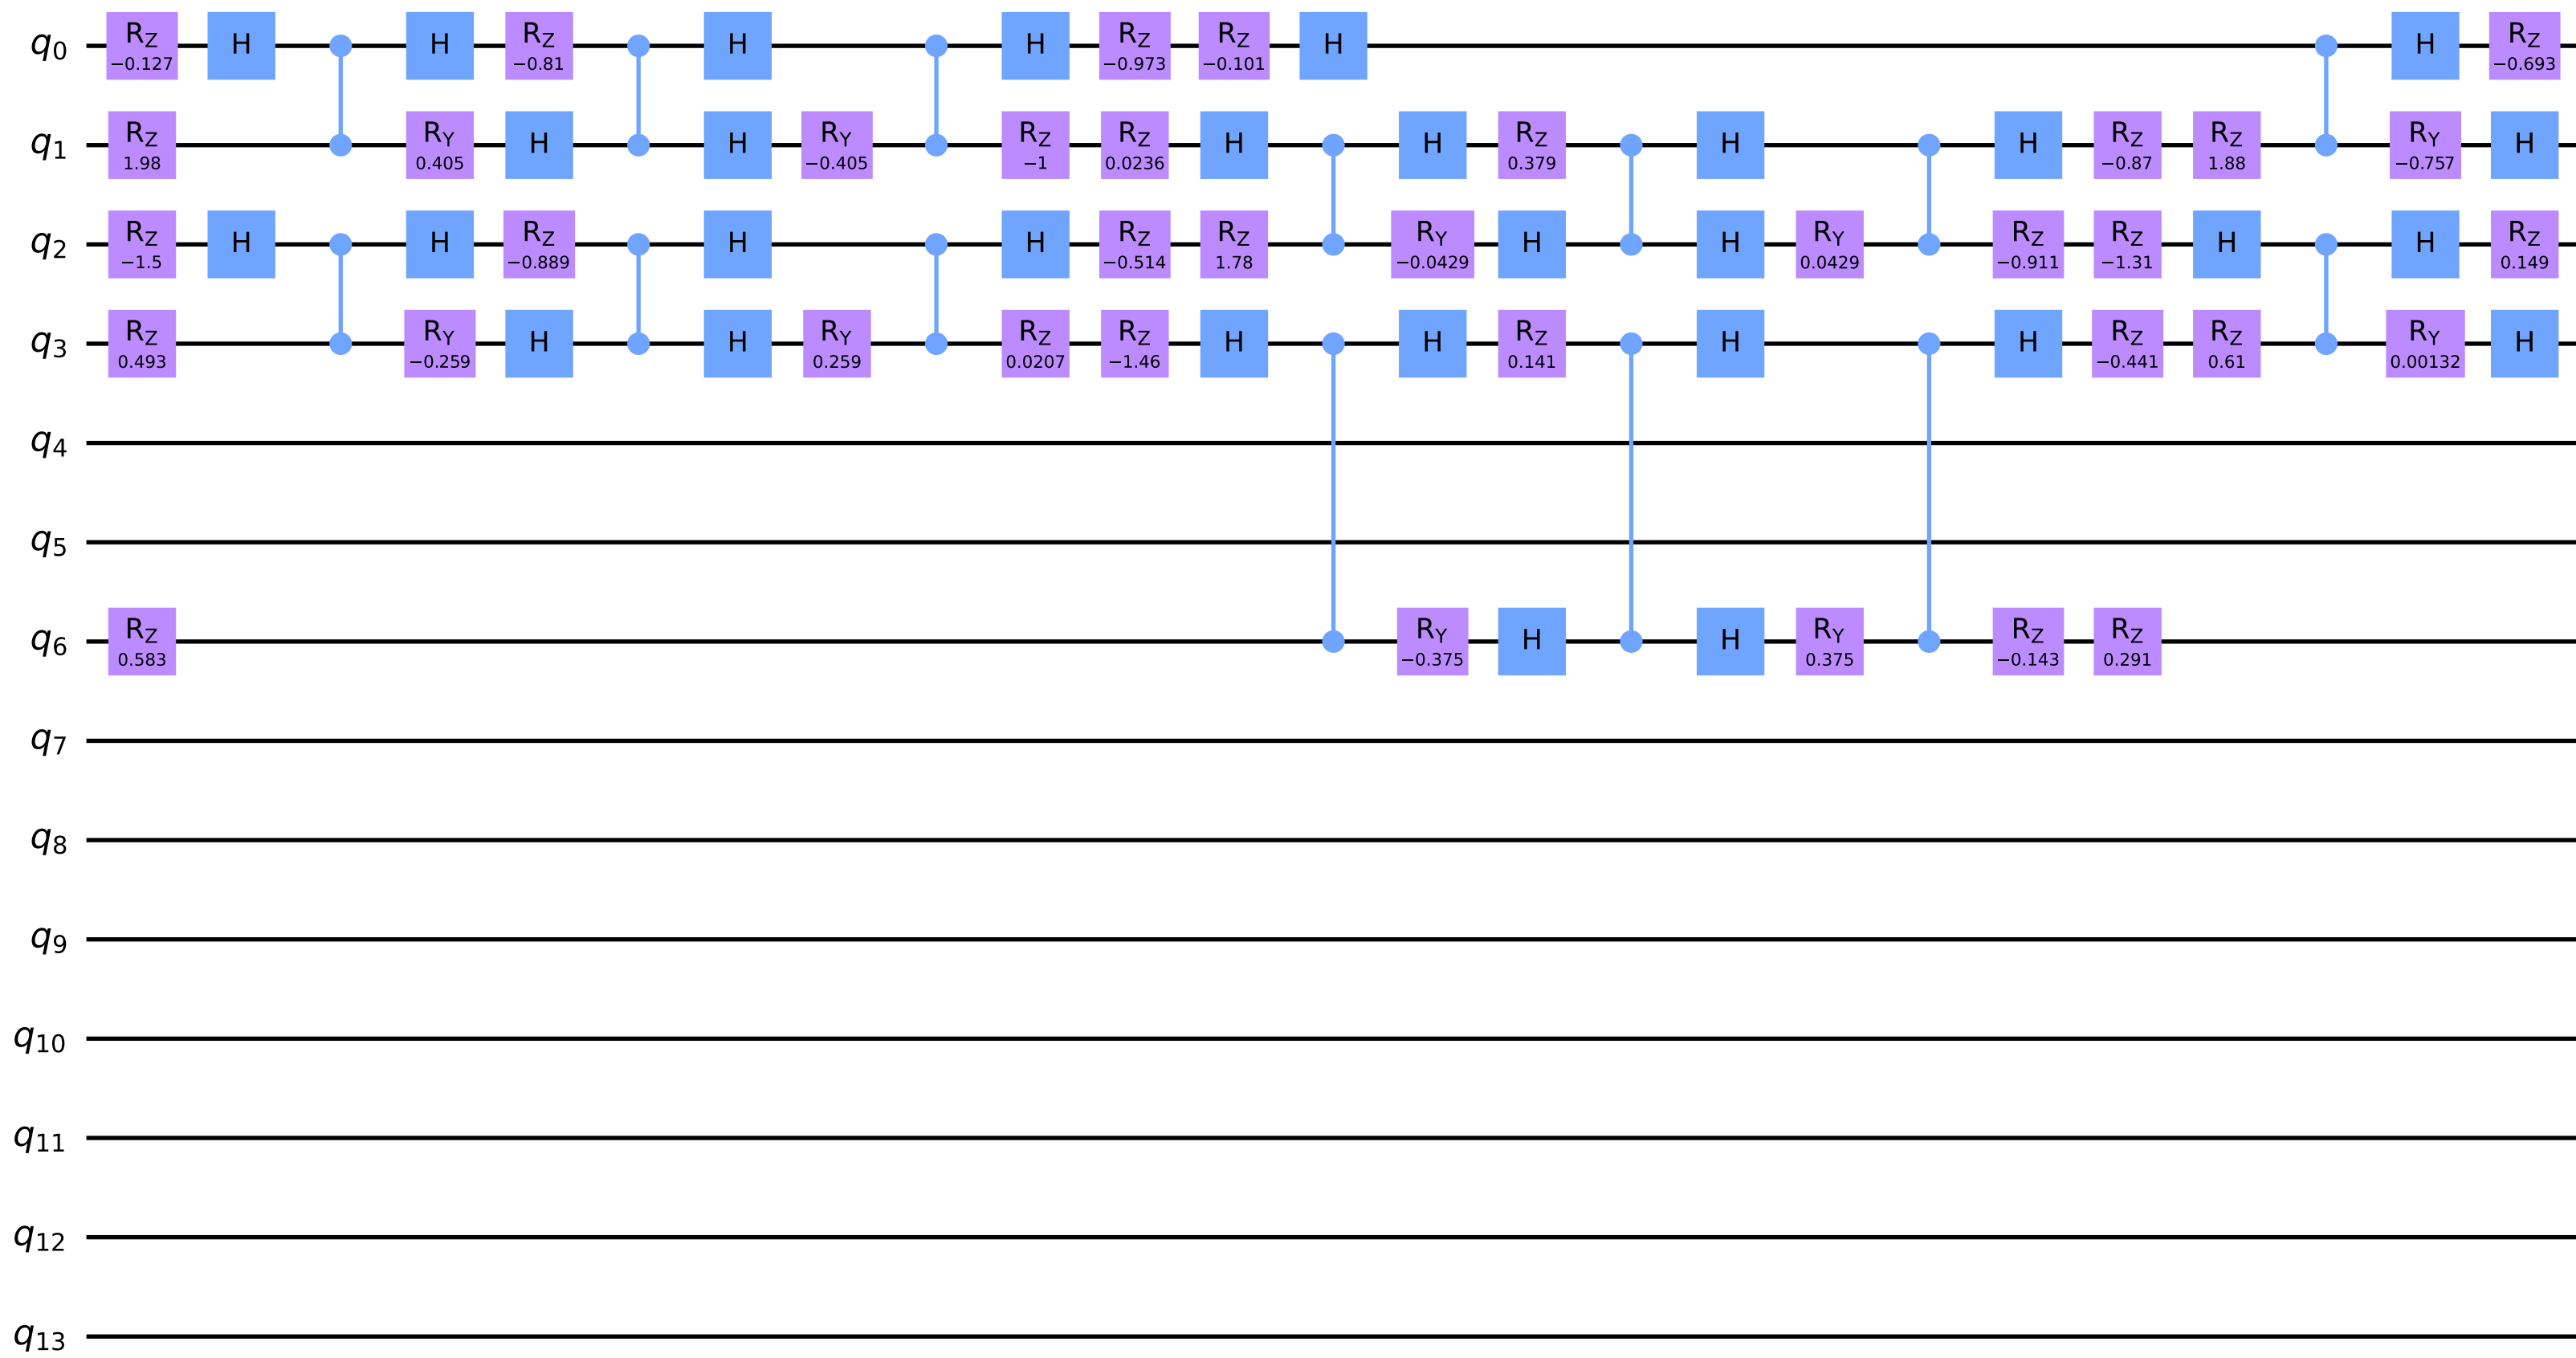 q0 RZ −0.127 H H RZ −0.81 H H RZ −0.973 RZ −0.101 H H RZ −0.693
q1 RZ 1.98 RY 0.405 H H RY −0.405 RZ −1 RZ 0.0236 H H RZ 0.379 H H RZ −0.87 RZ 1.88 RY −0.757 H
q2 RZ −1.5 H H RZ −0.889 H H RZ −0.514 RZ 1.78 RY −0.0429 H H RY 0.0429 RZ −0.911 RZ −1.31 H H RZ 0.149
q3 RZ 0.493 RY −0.259 H H RY 0.259 RZ 0.0207 RZ −1.46 H H RZ 0.141 H H RZ −0.441 RZ 0.61 RY 0.00132 H
q4
q5
q6 RZ 0.583 RY −0.375 H H RY 0.375 RZ −0.143 RZ 0.291
q7
q8
q9
q10
q11
q12
q13